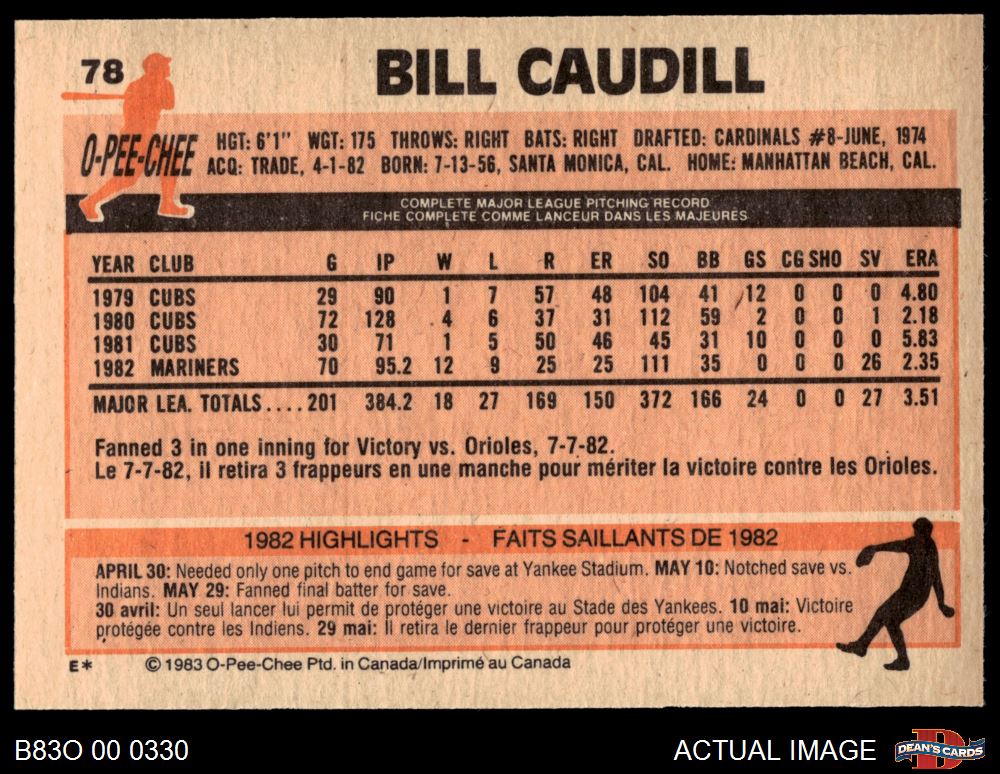 78
BILL CAUDILL
O-PEE-CHEE
HGT: 6'1" WGT: 175 THROWS: RIGHT BATS: RIGHT DRAFTED: CARDINALS #8-JUNE, 1974
ACQ: TRADE, 4-1-82 BORN: 7-13-56, SANTA MONICA, CAL. HOME: MANHATTAN BEACH, CAL.
COMPLETE MAJOR LEAGUE PITCHING RECORD
FICHE COMPLETE COMME LANCEUR DANS LES MAJEURES
YEAR CLUB G IP W L R ER SO BB GS CG SHO SV ERA
1979 CUBS 29 90 1 7 57 48 104 41 12 0 0 0 4.80
1980 CUBS 72 128 4 6 37 31 112 59 2 0 0 1 2.18
1981 CUBS 30 71 1 5 50 46 45 31 10 0 0 0 5.83
1982 MARINERS 70 95.2 12 9 25 25 111 35 0 0 0 26 2.35
MAJOR LEA. TOTALS....201 384.2 18 27 169 150 372 166 24 0 0 27 3.51
Fanned 3 in one inning for Victory vs. Orioles, 7-7-82.
Le 7-7-82, il retira 3 frappeurs en une manche pour mériter la victoire contre les Orioles.
1982 HIGHLIGHTS - FAITS SAILLANTS DE 1982
APRIL 30: Needed only one pitch to end game for save at Yankee Stadium. MAY 10: Notched save vs.
Indians. MAY 29: Fanned final batter for save.
30 avril: Un seul lancer lui permit de protéger une victoire au Stade des Yankees. 10 mai: Victoire
protégée contre les Indiens. 29 mai: Il retira le dernier frappeur pour protéger une victoire.
E* © 1983 O-Pee-Chee Ptd. in Canada/Imprimé au Canada
B83O 00 0330
ACTUAL IMAGE
DEAN'S CARDS